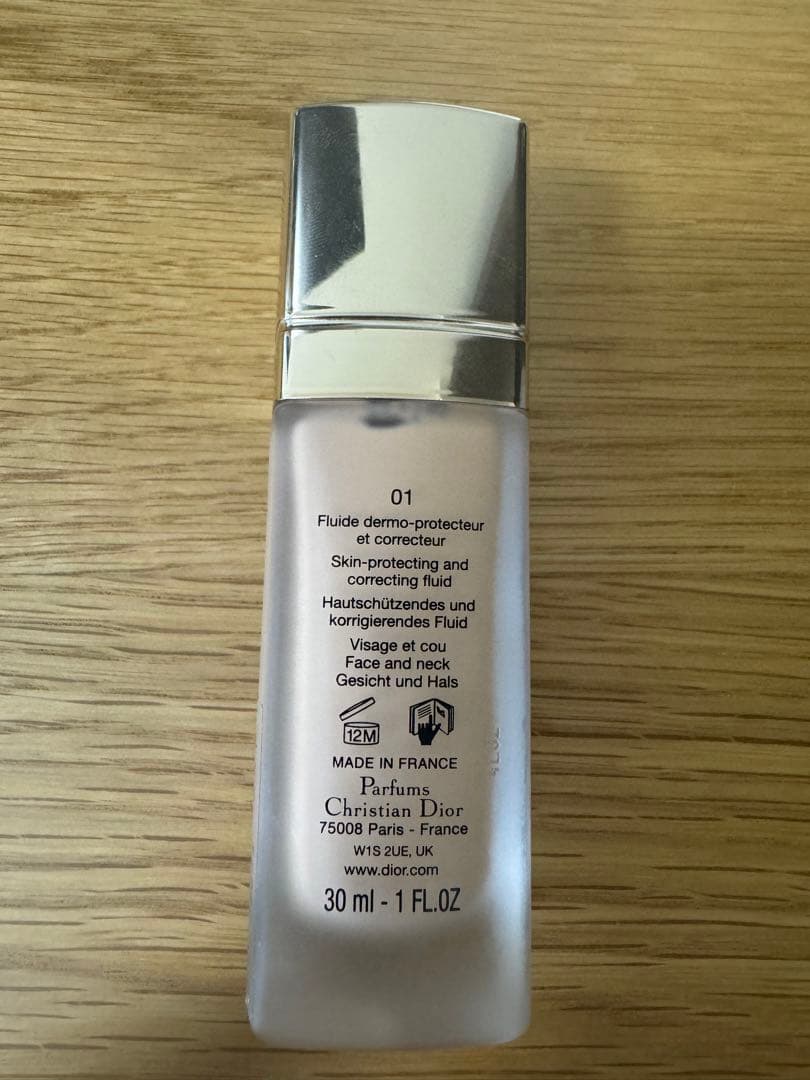 01
Fluide dermo-protecteur
et correcteur
Skin-protecting and
correcting fluid
Hautschützendes und
korrigierendes Fluid
Visage et cou
Face and neck
Gesicht und Hals
12M
MADE IN FRANCE
Parfums
Christian Dior
75008 Paris - France
W1S 2UE, UK
www.dior.com
30 ml - 1 FL.OZ